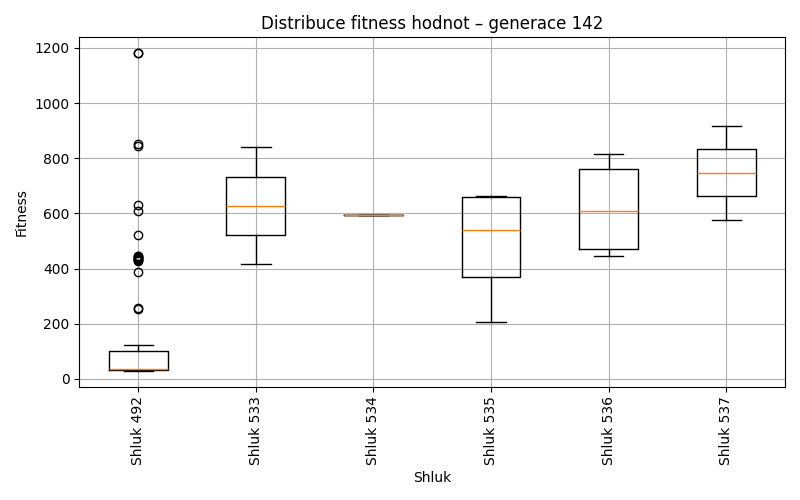 Distribuce fitness hodnot – generace 142
Fitness
1200
1000
800
600
400
200
0
Shluk 492
Shluk 533
Shluk 534
Shluk 535
Shluk 536
Shluk 537
Shluk